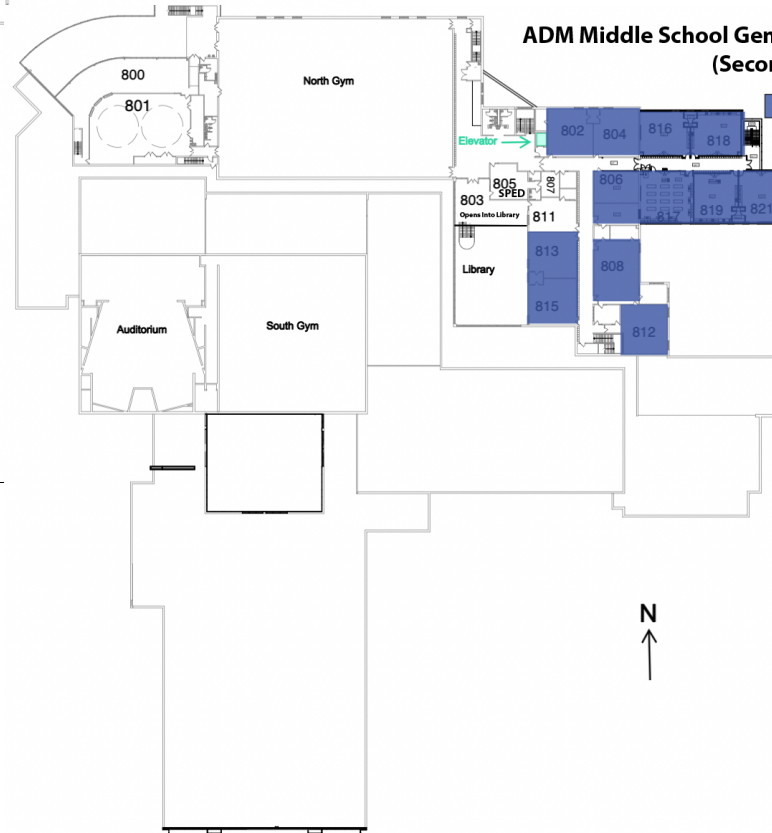 ADM Middle School Gen
(Secon
North Gym
800
801
Elevator
802
804
816
818
805
SPED
807
806
803
Opens Into Library
811
817
819
821
813
Library
808
815
812
Auditorium
South Gym
N